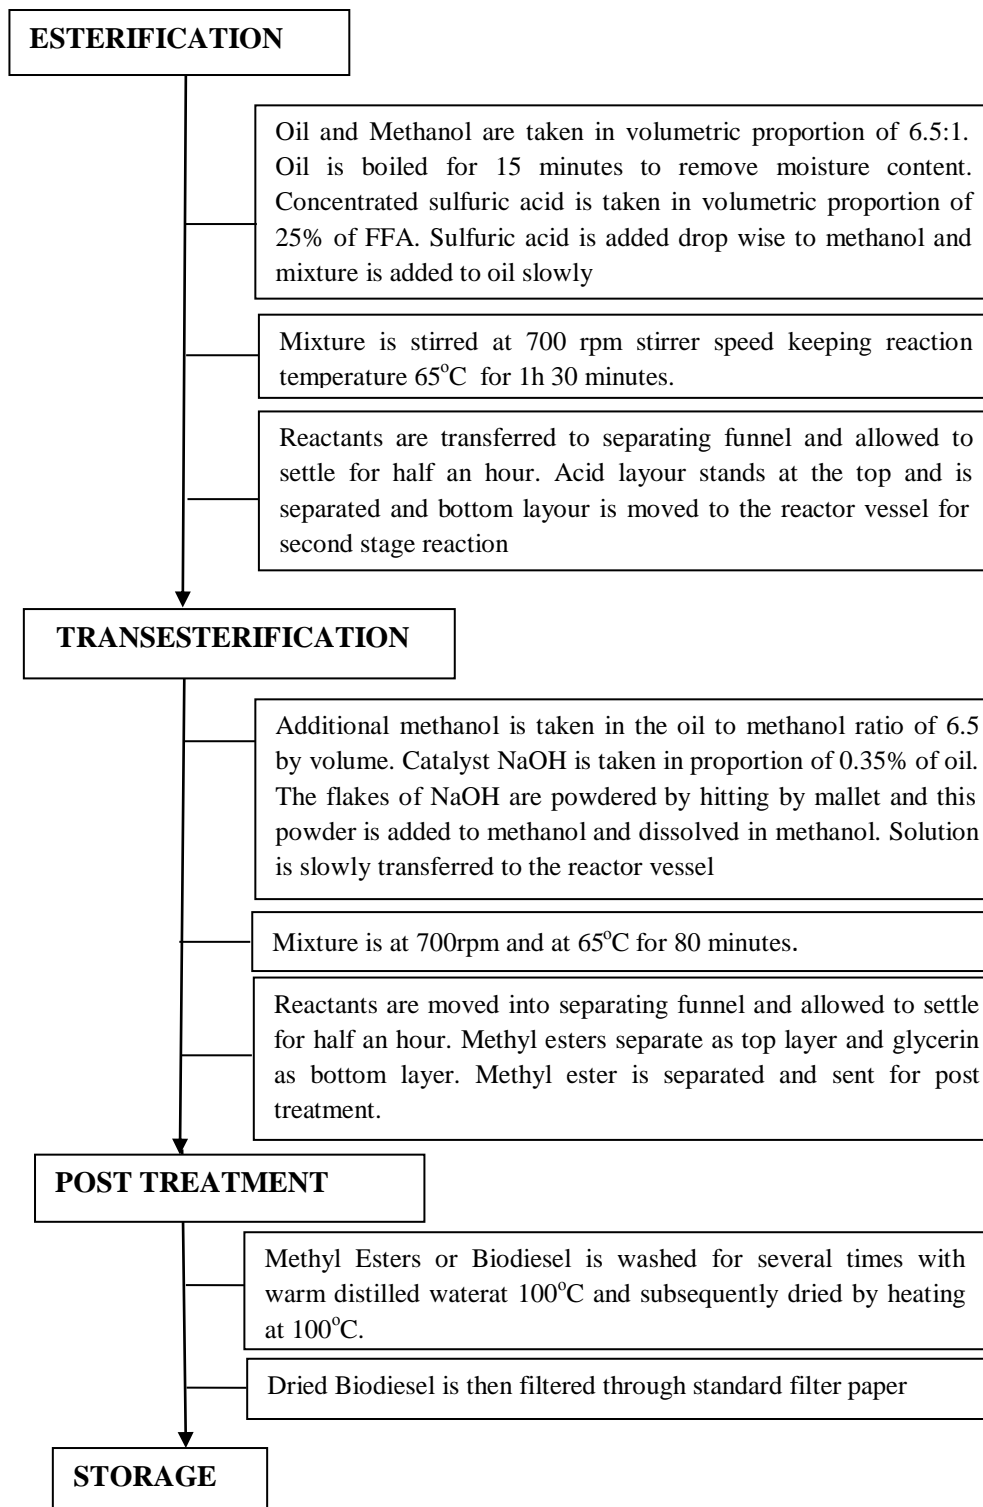 ESTERIFICATION
Oil and Methanol are taken in volumetric proportion of 6.5:1.
Oil is boiled for 15 minutes to remove moisture content.
Concentrated sulfuric acid is taken in volumetric proportion of
25% of FFA. Sulfuric acid is added drop wise to methanol and
mixture is added to oil slowly
Mixture is stirred at 700 rpm stirrer speed keeping reaction
temperature 65°C for 1h 30 minutes.
Reactants are transferred to separating funnel and allowed to
settle for half an hour. Acid layour stands at the top and is
separated and bottom layour is moved to the reactor vessel for
second stage reaction
TRANSESTERIFICATION
Additional methanol is taken in the oil to methanol ratio of 6.5
by volume. Catalyst NaOH is taken in proportion of 0.35% of oil.
The flakes of NaOH are powdered by hitting by mallet and this
powder is added to methanol and dissolved in methanol. Solution
is slowly transferred to the reactor vessel
Mixture is at 700rpm and at 65°C for 80 minutes.
Reactants are moved into separating funnel and allowed to settle
for half an hour. Methyl esters separate as top layer and glycerin
as bottom layer. Methyl ester is separated and sent for post
treatment.
POST TREATMENT
Methyl Esters or Biodiesel is washed for several times with
warm distilled waterat 100°C and subsequently dried by heating
at 100°C.
Dried Biodiesel is then filtered through standard filter paper
STORAGE